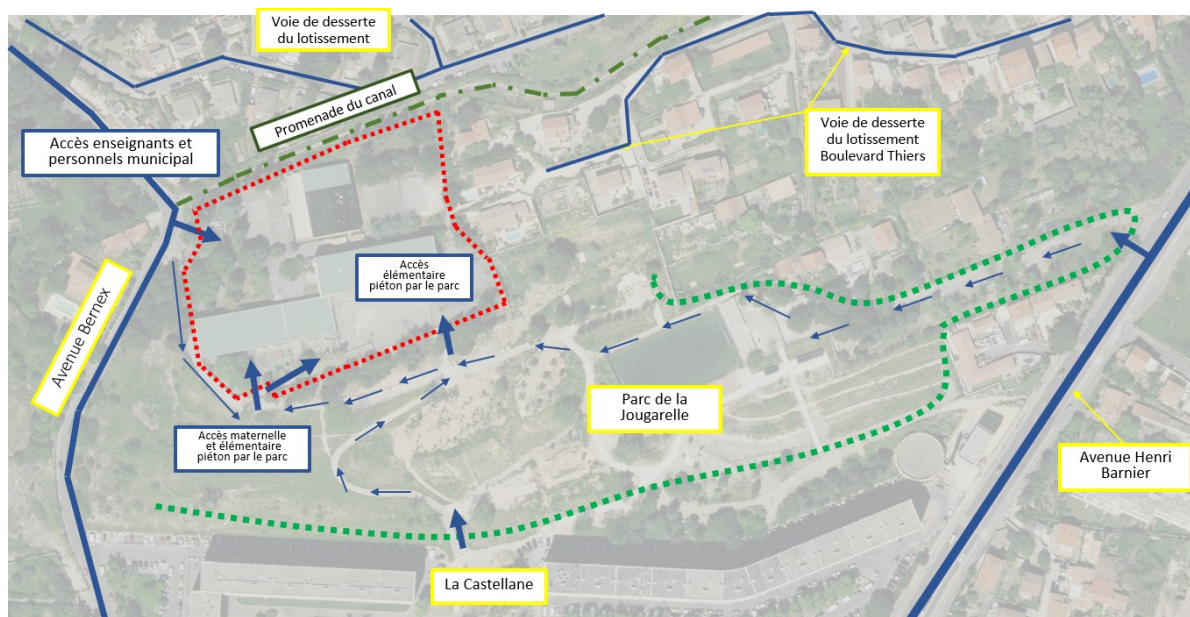 Voie de desserte
du lotissement
Promenade du canal
Accès enseignants et
personnels municipal
Voie de desserte
du lotissement
Boulevard Thiers
Avenue Bernex
Accès
élémentaire
piéton par le parc
Parc de la
Jougarelle
Accès maternelle
et élémentaire
piéton par le parc
Avenue Henri
Barnier
La Castellane